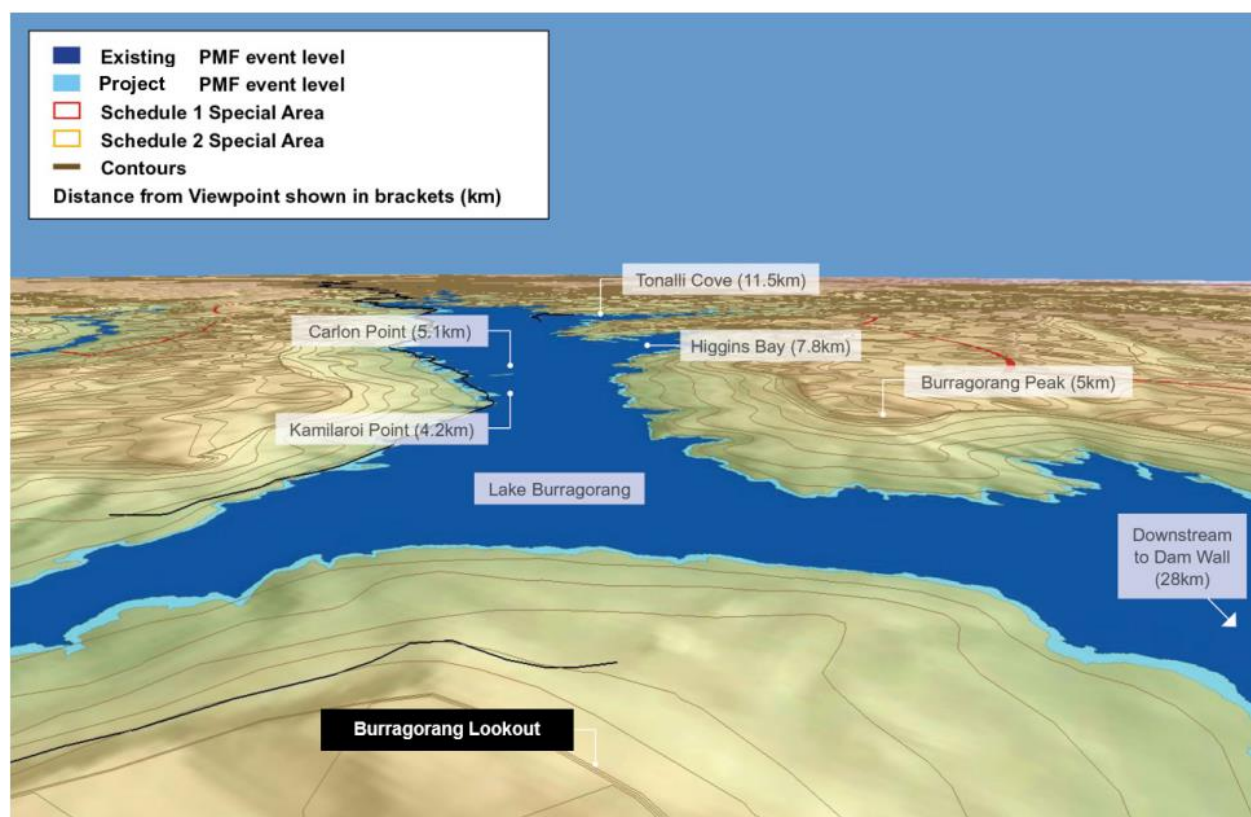 Existing PMF event level
Project PMF event level
Schedule 1 Special Area
Schedule 2 Special Area
Contours
Distance from Viewpoint shown in brackets (km)
Tonalli Cove (11.5km)
Carlon Point (5.1km)
Higgins Bay (7.8km)
Burragorang Peak (5km)
Kamilaroi Point (4.2km)
Lake Burragorang
Downstream
to Dam Wall
(28km)
Burragorang Lookout